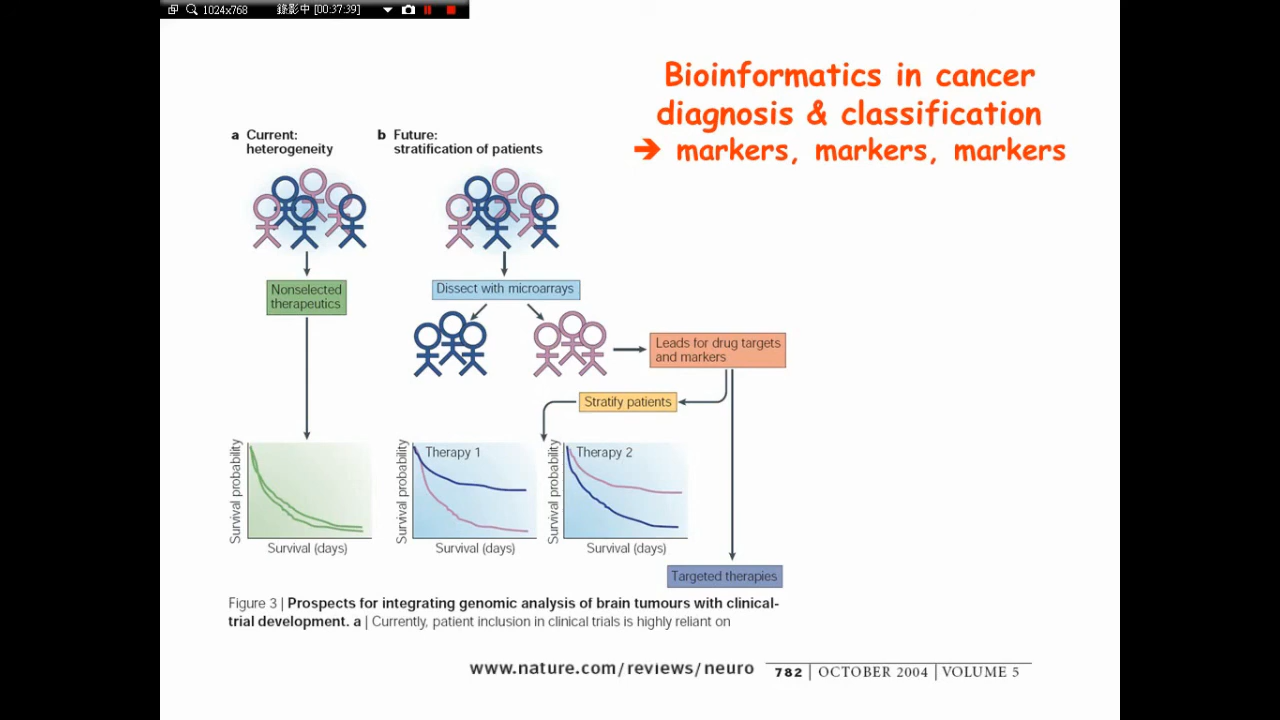 1024x768 錄影中 [00:37:39]
Bioinformatics in cancer
diagnosis & classification
➔ markers, markers, markers
a Current:
heterogeneity
b Future:
stratification of patients
Nonselected
therapeutics
Dissect with microarrays
Leads for drug targets
and markers
Stratify patients
Survival probability
Survival (days)
Survival probability
Therapy 1
Survival (days)
Survival probability
Therapy 2
Survival (days)
Targeted therapies
Figure 3 | Prospects for integrating genomic analysis of brain tumours with clinical-
trial development. a | Currently, patient inclusion in clinical trials is highly reliant on
www.nature.com/reviews/neuro 782 | OCTOBER 2004 | VOLUME 5